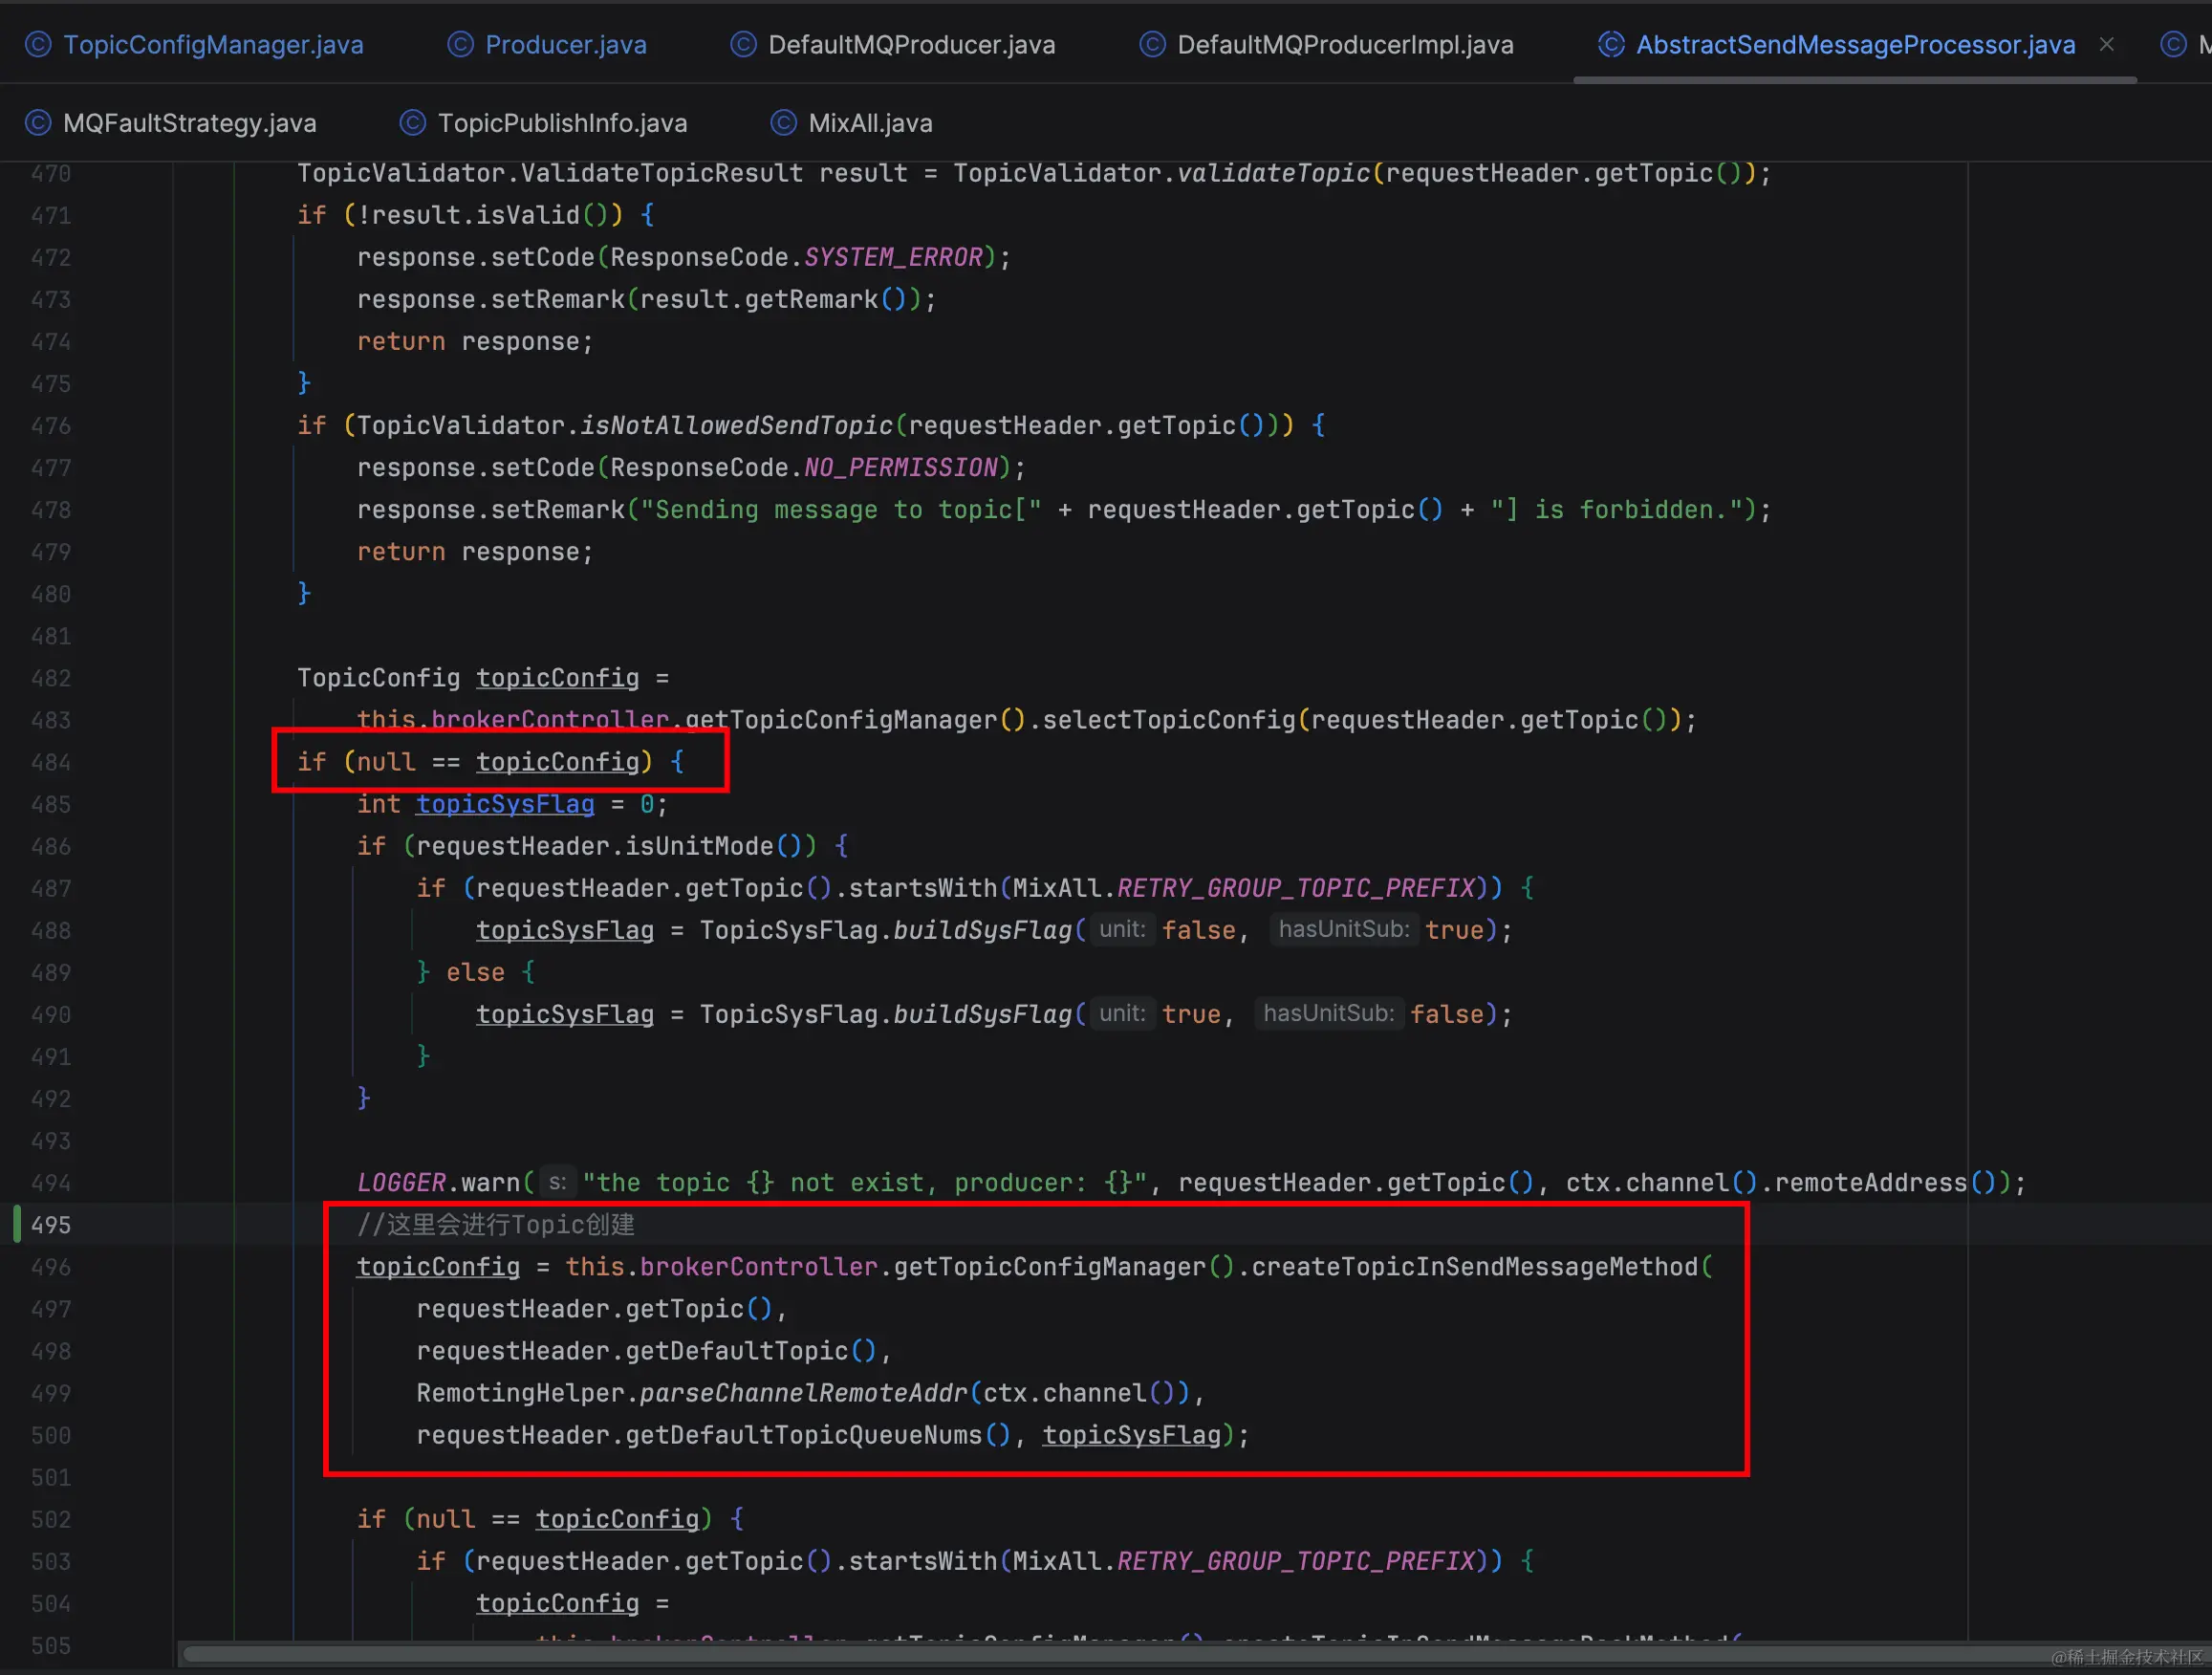 TopicConfigManager.java Producer.java DefaultMQProducer.java DefaultMQProducerImpl.java AbstractSendMessageProcessor.java M
MQFaultStrategy.java TopicPublishInfo.java MixAll.java
470 TopicValidator.ValidateTopicResult result = TopicValidator.validateTopic(requestHeader.getTopic());
471 if (!result.isValid()) {
472 response.setCode(ResponseCode.SYSTEM_ERROR);
473 response.setRemark(result.getRemark());
474 return response;
475 }
476 if (TopicValidator.isNotAllowedSendTopic(requestHeader.getTopic())) {
477 response.setCode(ResponseCode.NO_PERMISSION);
478 response.setRemark("Sending message to topic[" + requestHeader.getTopic() + "] is forbidden.");
479 return response;
480 }
481
482 TopicConfig topicConfig =
483 this.brokerController.getTopicConfigManager().selectTopicConfig(requestHeader.getTopic());
484 if (null == topicConfig) {
485 int topicSysFlag = 0;
486 if (requestHeader.isUnitMode()) {
487 if (requestHeader.getTopic().startsWith(MixAll.RETRY_GROUP_TOPIC_PREFIX)) {
488 topicSysFlag = TopicSysFlag.buildSysFlag( unit: false, hasUnitSub: true);
489 } else {
490 topicSysFlag = TopicSysFlag.buildSysFlag( unit: true, hasUnitSub: false);
491 }
492 }
493
494 LOGGER.warn( s: "the topic {} not exist, producer: {}", requestHeader.getTopic(), ctx.channel().remoteAddress());
495 //这里会进行Topic创建
496 topicConfig = this.brokerController.getTopicConfigManager().createTopicInSendMessageMethod(
497 requestHeader.getTopic(),
498 requestHeader.getDefaultTopic(),
499 RemotingHelper.parseChannelRemoteAddr(ctx.channel()),
500 requestHeader.getDefaultTopicQueueNums(), topicSysFlag);
501
502 if (null == topicConfig) {
503 if (requestHeader.getTopic().startsWith(MixAll.RETRY_GROUP_TOPIC_PREFIX)) {
504 topicConfig =
505 this.brokerController.getTopicConfigManager().createTopicInSendMessageBackMethod(
@稀土掘金技术社区